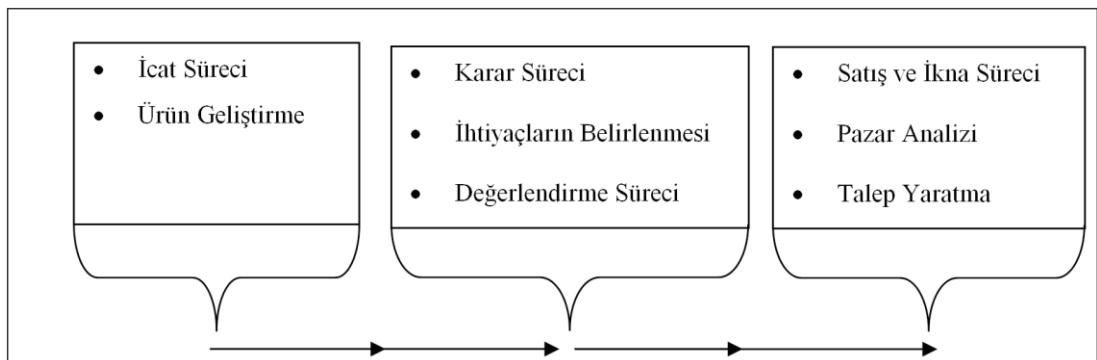 İcat Süreci
Ürün Geliştirme
Karar Süreci
İhtiyaçların Belirlenmesi
Değerlendirme Süreci
Satış ve İkna Süreci
Pazar Analizi
Talep Yaratma